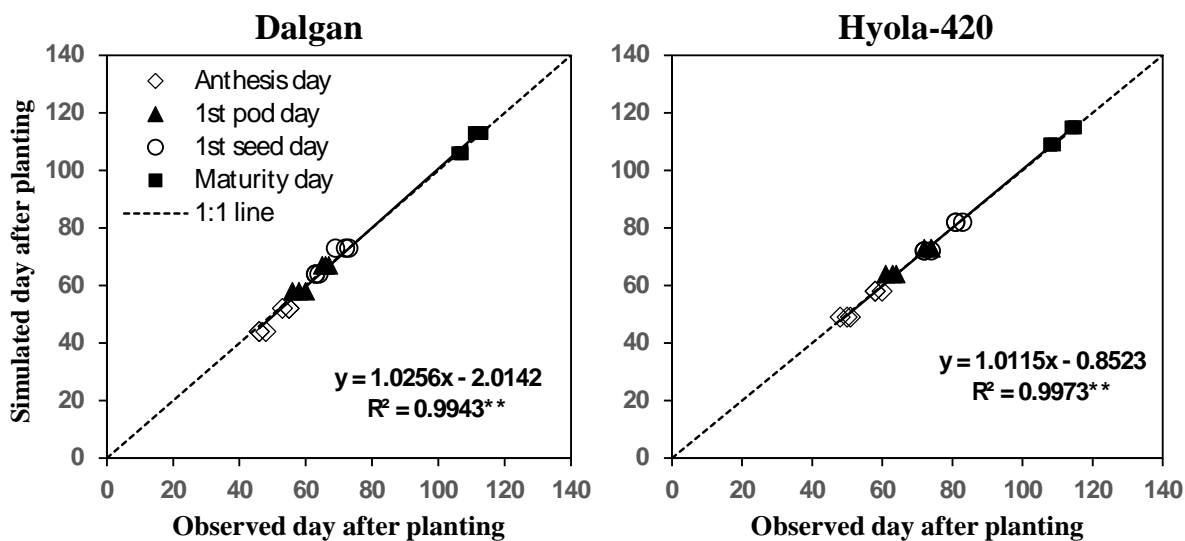 Dalgan
140
120
100
80
60
40
20
0
Simulated day after planting
Anthesis day
1st pod day
1st seed day
Maturity day
1:1 line
y = 1.0256x - 2.0142
R² = 0.9943**
0 20 40 60 80 100 120 140
Observed day after planting
Hyola-420
140
120
100
80
60
40
20
0
y = 1.0115x - 0.8523
R² = 0.9973**
0 20 40 60 80 100 120 140
Observed day after planting